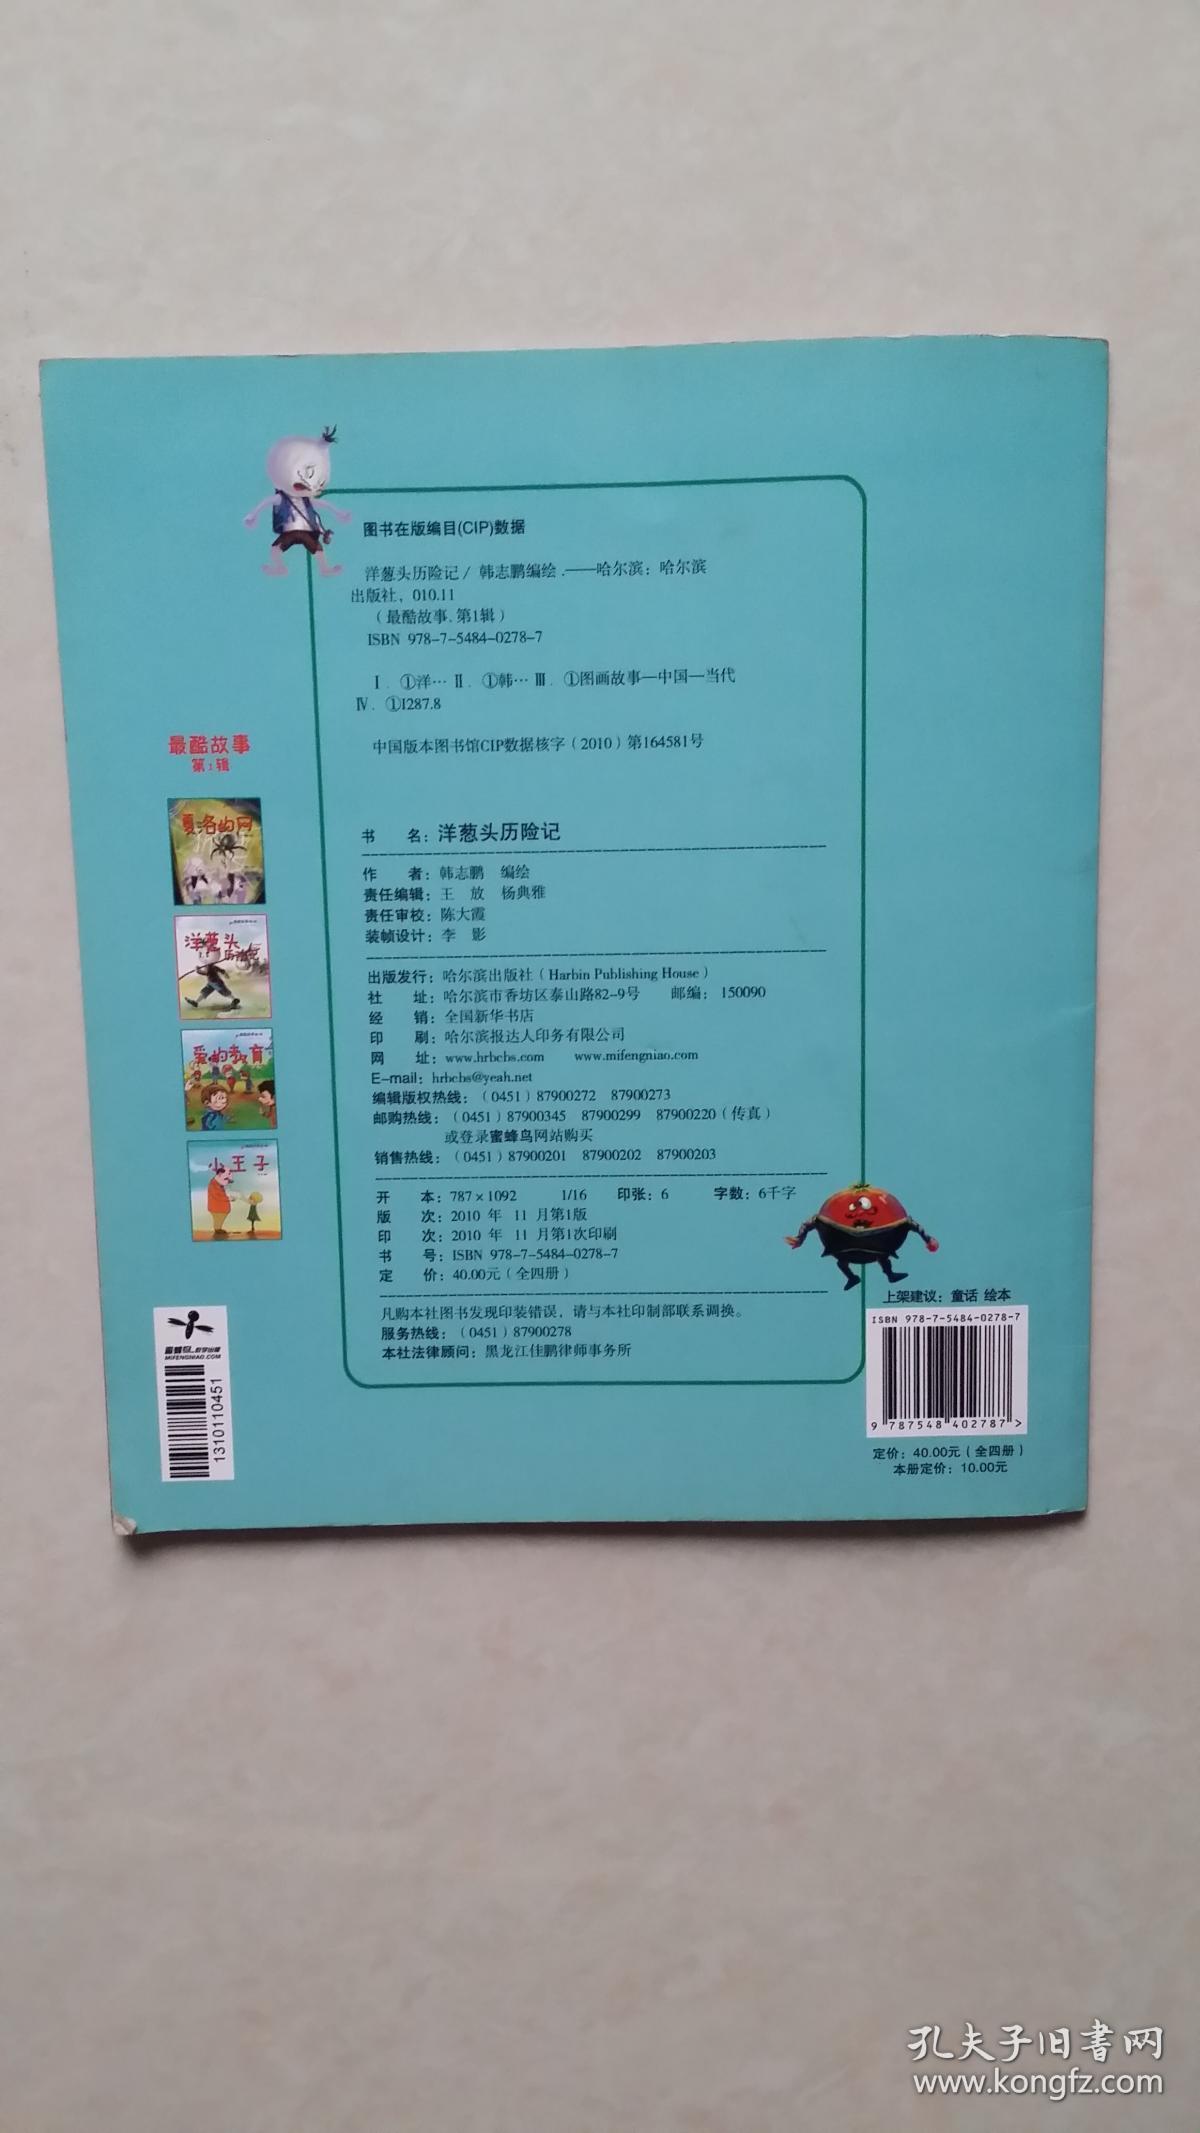 图书在版编目(CIP)数据
洋葱头历险记／韩志鹏编绘.——哈尔滨：哈尔滨
出版社，010.11
（最酷故事.第1辑）
ISBN 978-7-5484-0278-7
Ⅰ．①洋… Ⅱ．①韩… Ⅲ．①图画故事—中国—当代
Ⅳ．①I287.8
中国版本图书馆CIP数据核字（2010）第164581号
书 名：洋葱头历险记
作 者：韩志鹏 编绘
责任编辑：王 放 杨典雅
责任审校：陈大霞
装帧设计：李 影
出版发行：哈尔滨出版社（Harbin Publishing House）
社 址：哈尔滨市香坊区泰山路82-9号 邮编：150090
经 销：全国新华书店
印 刷：哈尔滨报达人印务有限公司
网 址：www.hrbcbs.com www.mifengniao.com
E-mail：hrbcbs@yeah.net
编辑版权热线：（0451）87900272 87900273
邮购热线：（0451）87900345 87900299 87900220（传真）
或登录蜜蜂鸟网站购买
销售热线：（0451）87900201 87900202 87900203
开 本：787×1092 1/16 印张：6 字数：6千字
版 次：2010 年 11 月第1版
印 次：2010 年 11 月第1次印刷
书 号：ISBN 978-7-5484-0278-7
定 价：40.00元（全四册）
凡购本社图书发现印装错误，请与本社印制部联系调换。
服务热线：（0451）87900278
本社法律顾问：黑龙江佳鹏律师事务所
最酷故事
第1辑
夏洛的网
洋葱头
历险记
爱的教育
小王子
蜜蜂鸟 数字出版
MIFENGNIAO.COM
1310110451
上架建议：童话 绘本
ISBN 978-7-5484-0278-7
9 787548 402787 >
定价：40.00元（全四册）
本册定价：10.00元
孔夫子旧书网
www.kongfz.com